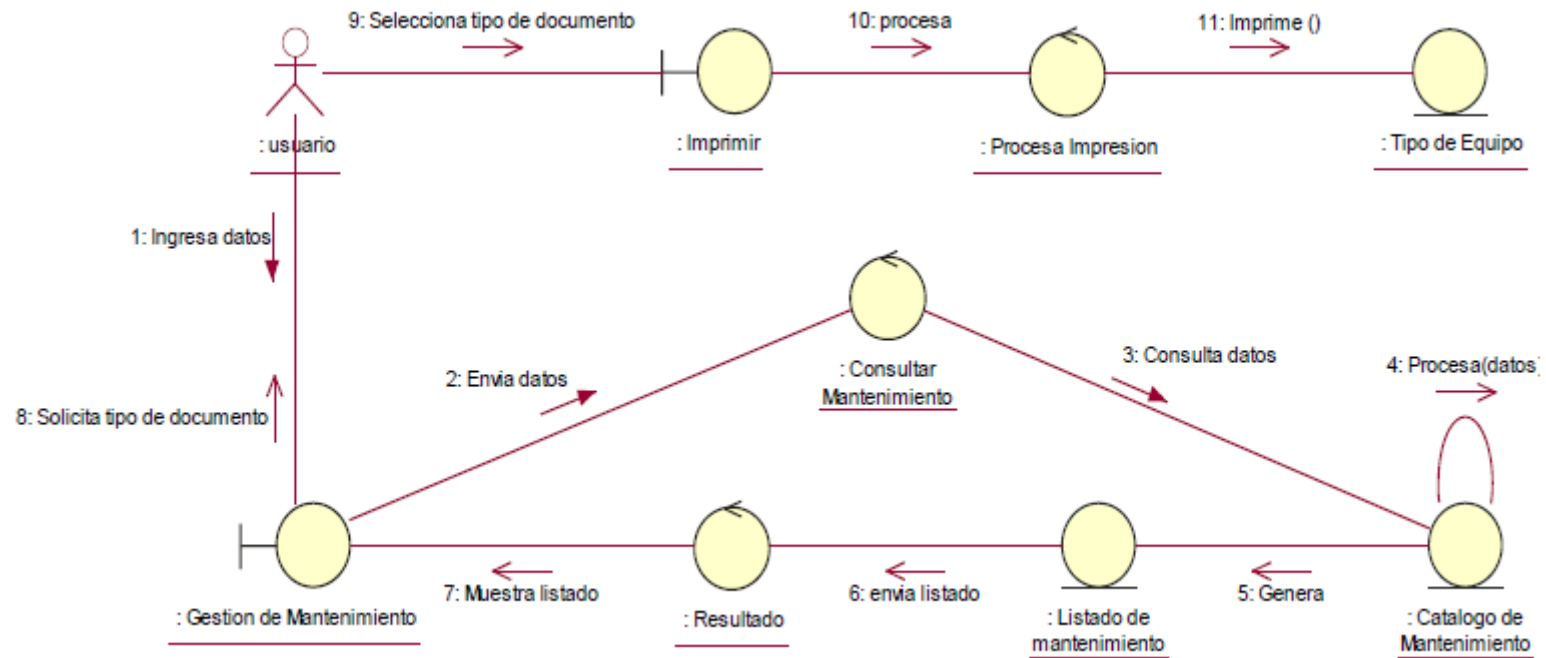 9: Selecciona tipo de documento
10: procesa
11: Imprime ()
: usuario
: Imprimir
: Procesa Impresion
: Tipo de Equipo
1: Ingresa datos
2: Envia datos
: Consultar
Mantenimiento
3: Consulta datos
4: Procesa(datos)
8: Solicita tipo de documento
7: Muestra listado
6: envia listado
5: Genera
: Gestion de Mantenimiento
: Resultado
: Listado de
mantenimiento
: Catalogo de
Mantenimiento